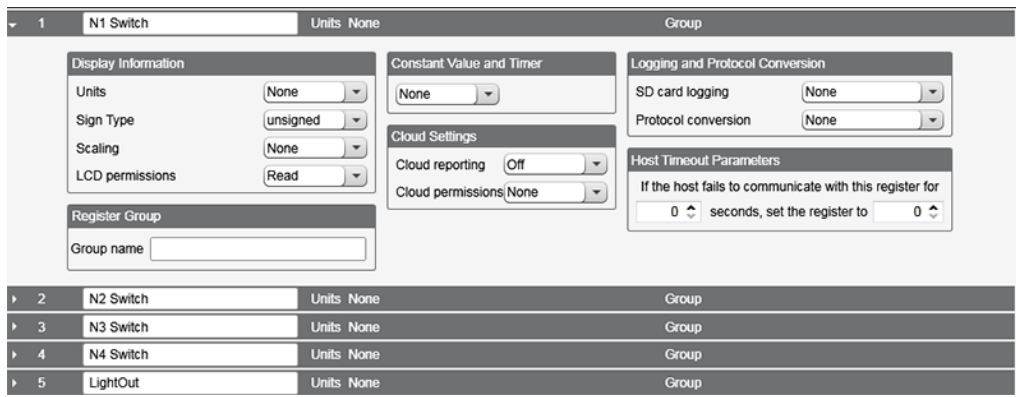 1 N1 Switch Units None Group
Display Information
Units None
Sign Type unsigned
Scaling None
LCD permissions Read
Register Group
Group name
Constant Value and Timer
None
Cloud Settings
Cloud reporting Off
Cloud permissions None
Logging and Protocol Conversion
SD card logging None
Protocol conversion None
Host Timeout Parameters
If the host fails to communicate with this register for
0 seconds, set the register to 0
2 N2 Switch Units None Group
3 N3 Switch Units None Group
4 N4 Switch Units None Group
5 LightOut Units None Group